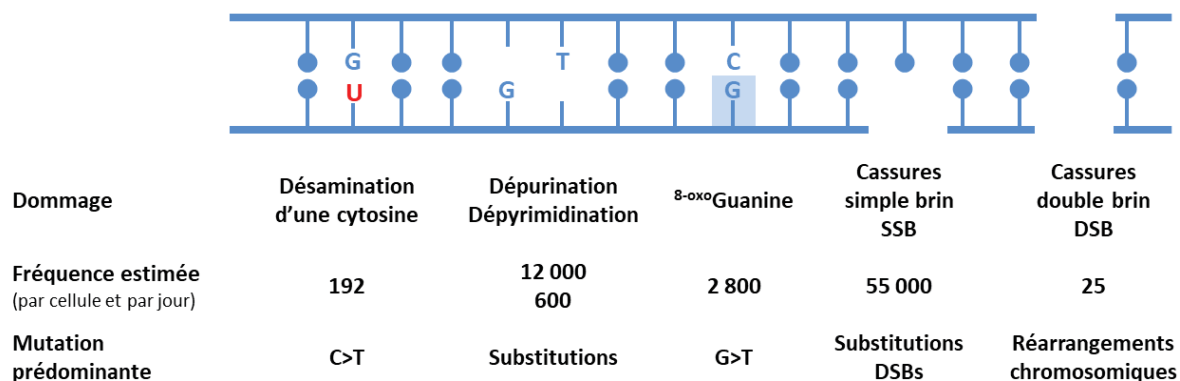 G T C
U G G
Dommage
Désamination
d'une cytosine
Dépurination
Dépyrimidination
8-oxoGuanine
Cassures
simple brin
SSB
Cassures
double brin
DSB
Fréquence estimée
(par cellule et par jour)
192
12 000
600
2 800
55 000
25
Mutation
prédominante
C>T
Substitutions
G>T
Substitutions
DSBs
Réarrangements
chromosomiques